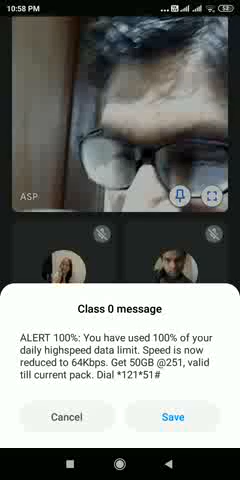 10:58 PM
53
ASP
Class 0 message
ALERT 100%: You have used 100% of your
daily highspeed data limit. Speed is now
reduced to 64Kbps. Get 50GB @251, valid
till current pack. Dial *121*51#
Cancel
Save